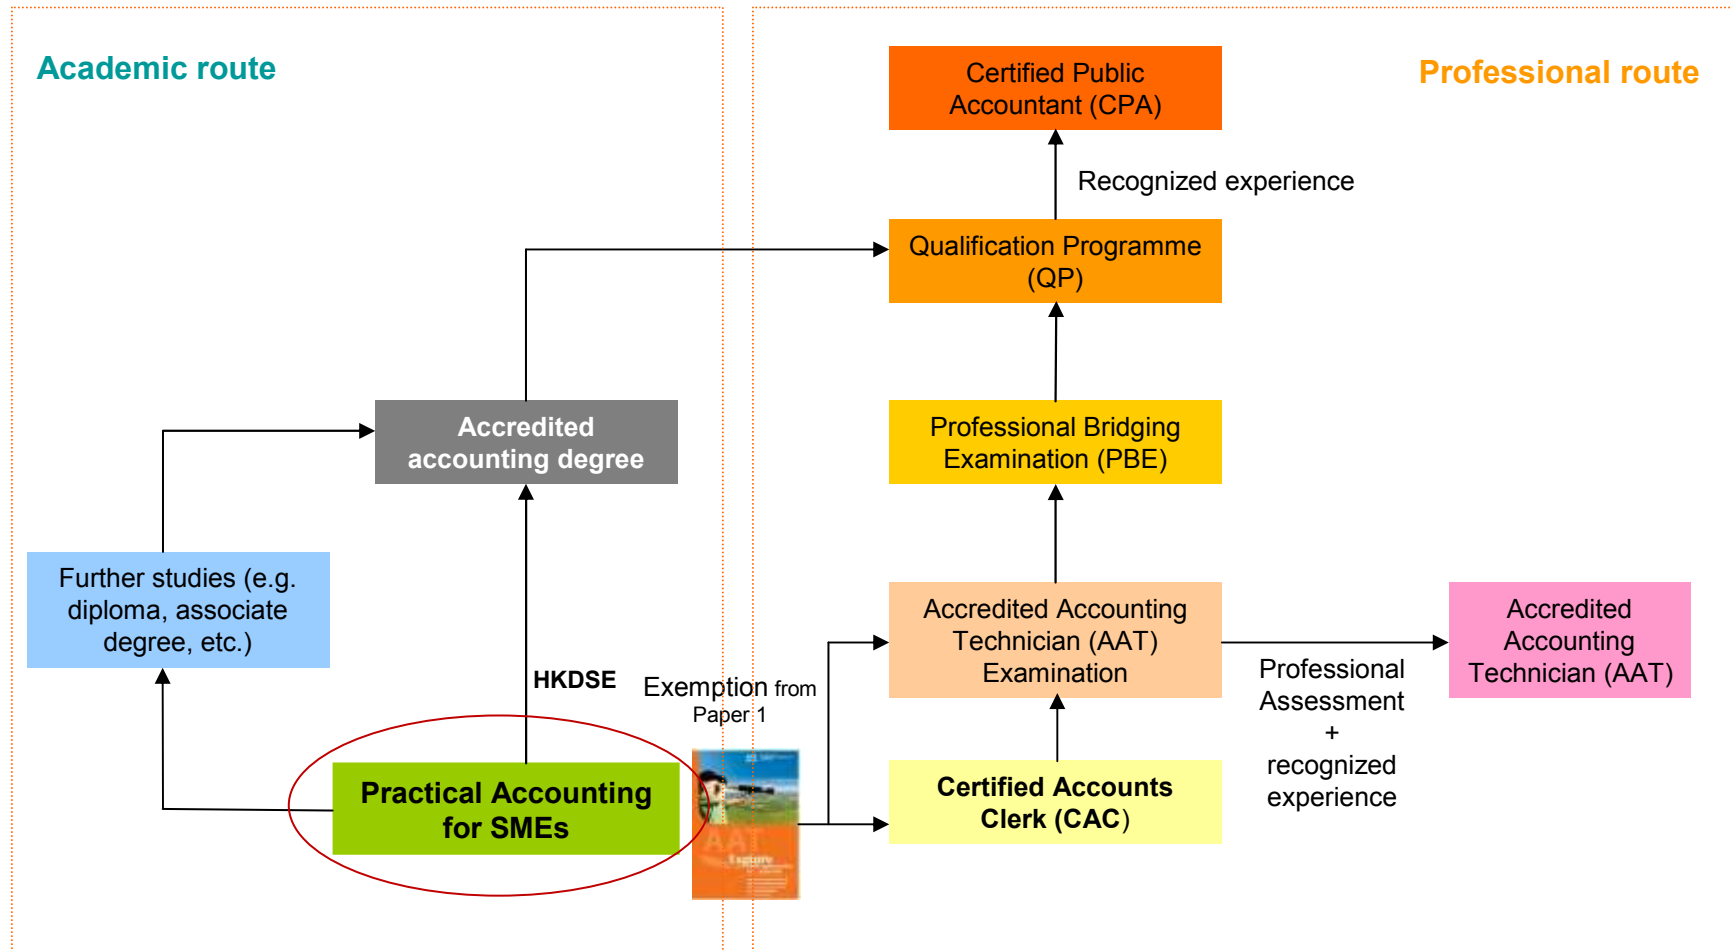 Academic route
Professional route
Certified Public
Accountant (CPA)
Recognized experience
Qualification Programme
(QP)
Accredited
accounting degree
Professional Bridging
Examination (PBE)
Further studies (e.g.
diploma, associate
degree, etc.)
HKDSE
Exemption from
Paper 1
Accredited Accounting
Technician (AAT)
Examination
Professional
Assessment
+
recognized
experience
Accredited
Accounting
Technician (AAT)
Practical Accounting
for SMEs
AAT
Explore
Certified Accounts
Clerk (CAC)